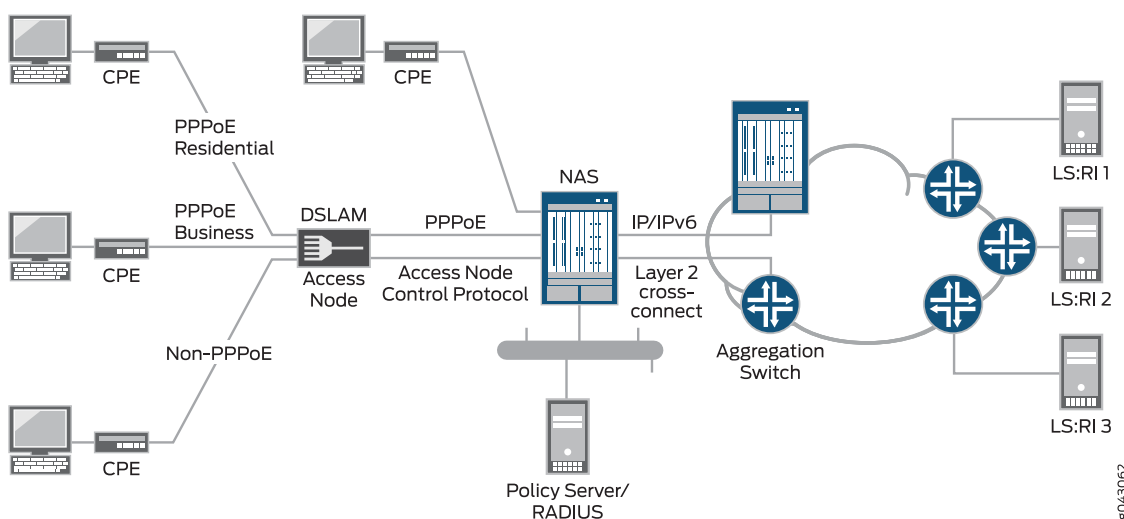 CPE
CPE
PPPoE
Residential
PPPoE
Business
CPE
DSLAM
Access
Node
PPPoE
Access Node
Control Protocol
NAS
IP/IPv6
Layer 2
cross-
connect
Aggregation
Switch
LS:RI 1
LS:RI 2
LS:RI 3
Non-PPPoE
CPE
Policy Server/
RADIUS
g043062